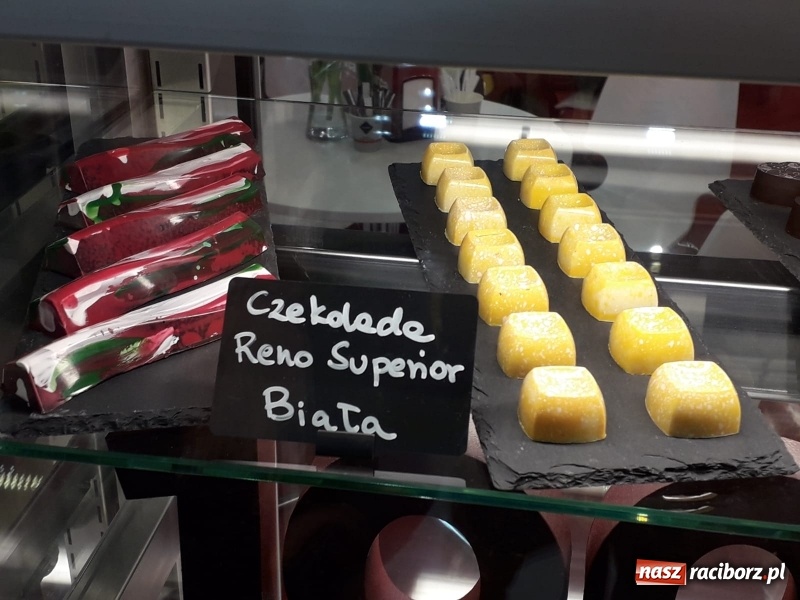 Czekolada
Reno Superior
Biała
nasz raciborz.pl